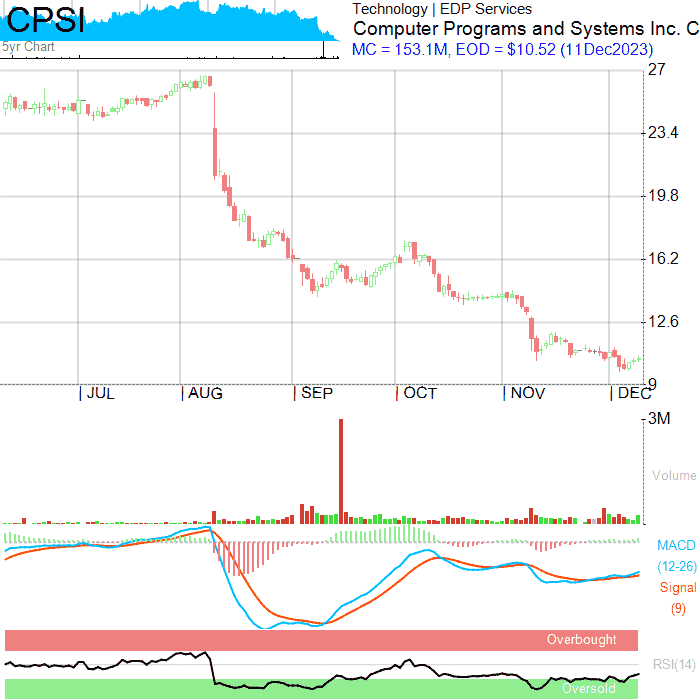 CPSI
5yr Chart
Technology | EDP Services
Computer Programs and Systems Inc. C
MC = 153.1M, EOD = $10.52 (11Dec2023)
27
23.4
19.8
16.2
12.6
9
JUL
AUG
SEP
OCT
NOV
DEC
3M
Volume
MACD
(12-26)
Signal
(9)
Overbought
RSI(14)
Oversold